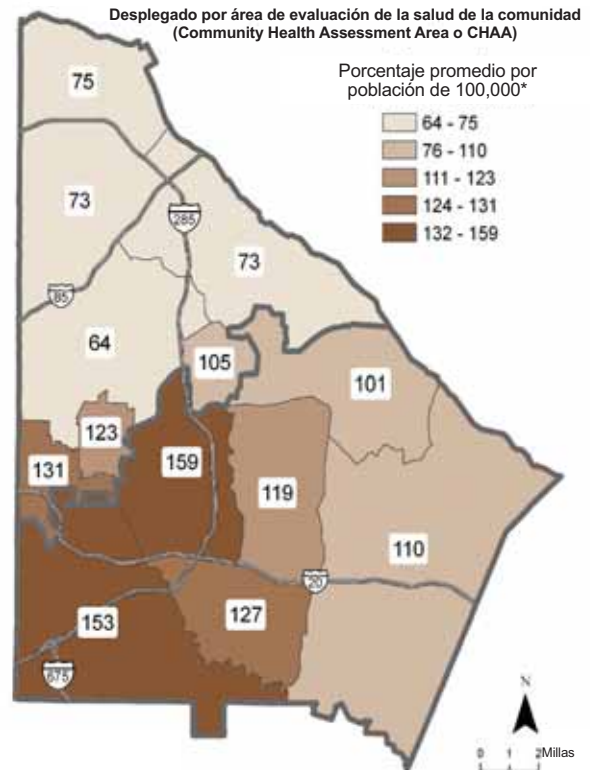 Desplegado por área de evaluación de la salud de la comunidad
(Community Health Assessment Area o CHAA)
Porcentaje promedio por
población de 100,000*
64 - 75
76 - 110
111 - 123
124 - 131
132 - 159
75
73
285
73
85
64
105
101
123
159
131
119
110
20
153
127
675
N
0 1 2 Millas